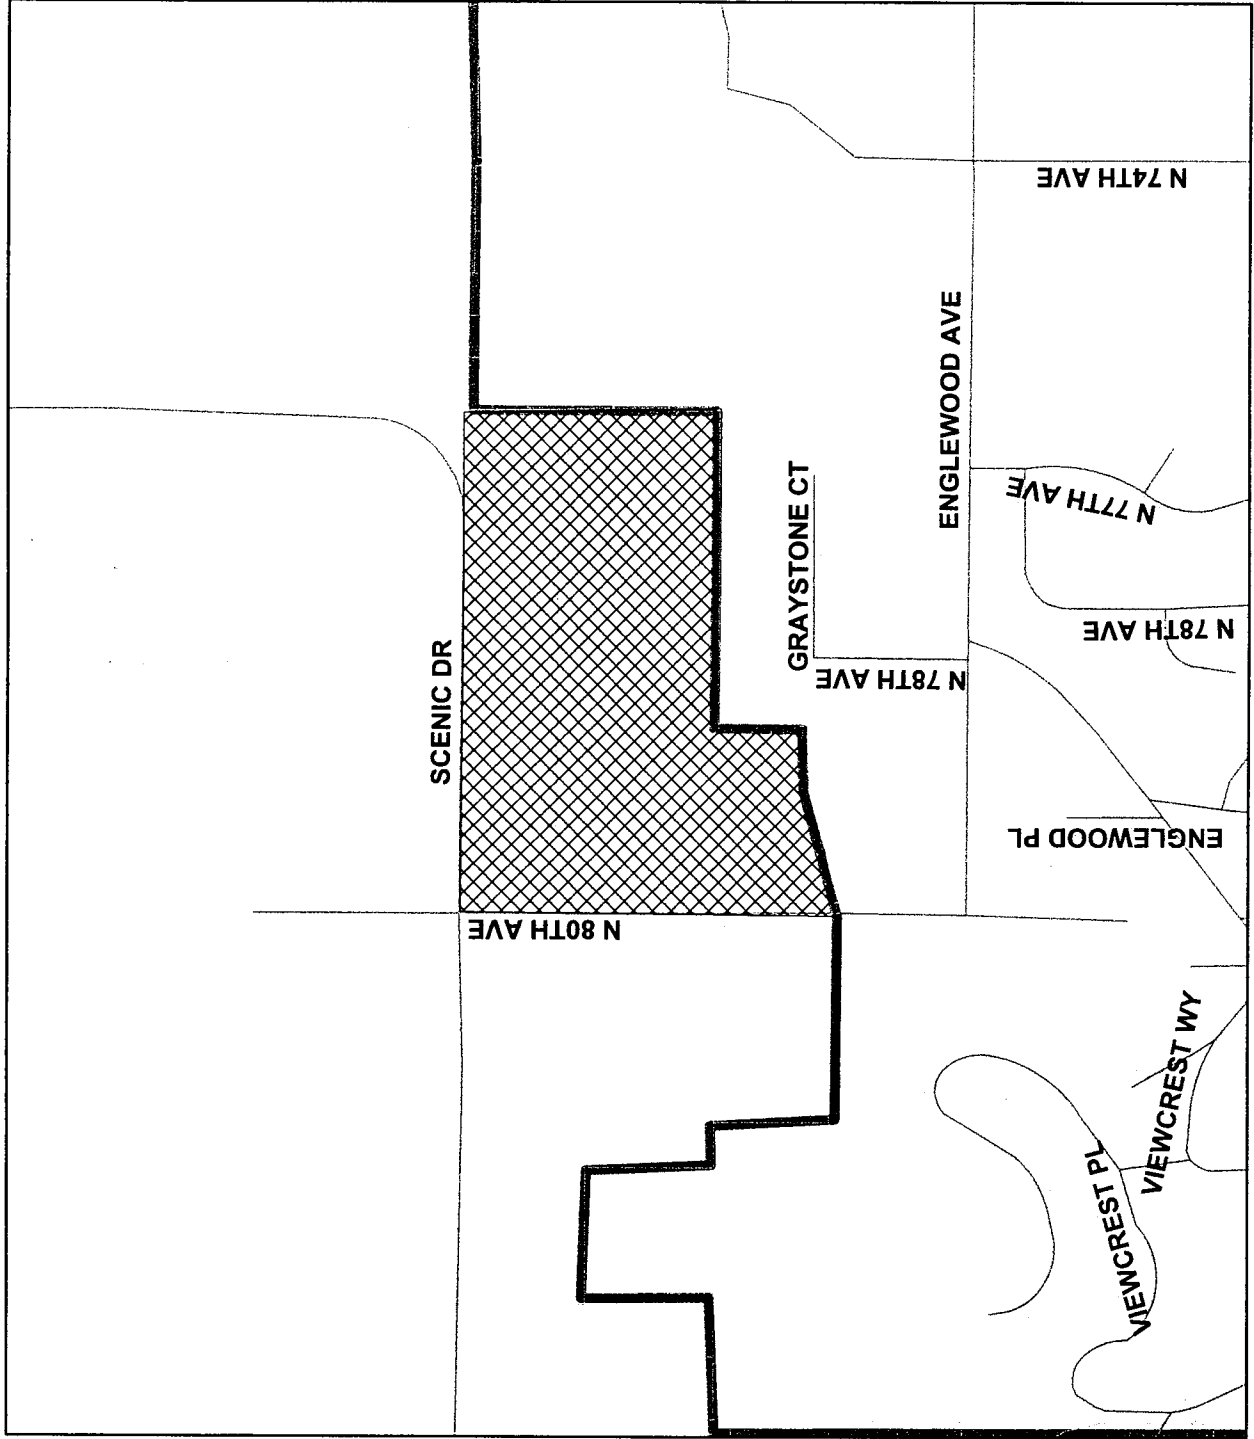 SCENIC DR
N 80TH AVE
GRAYSTONE CT
N 78TH AVE
ENGLEWOOD AVE
N 74TH AVE
N 77TH AVE
N 78TH AVE
ENGLEWOOD PL
VIEWCREST WY
VIEWCREST PL